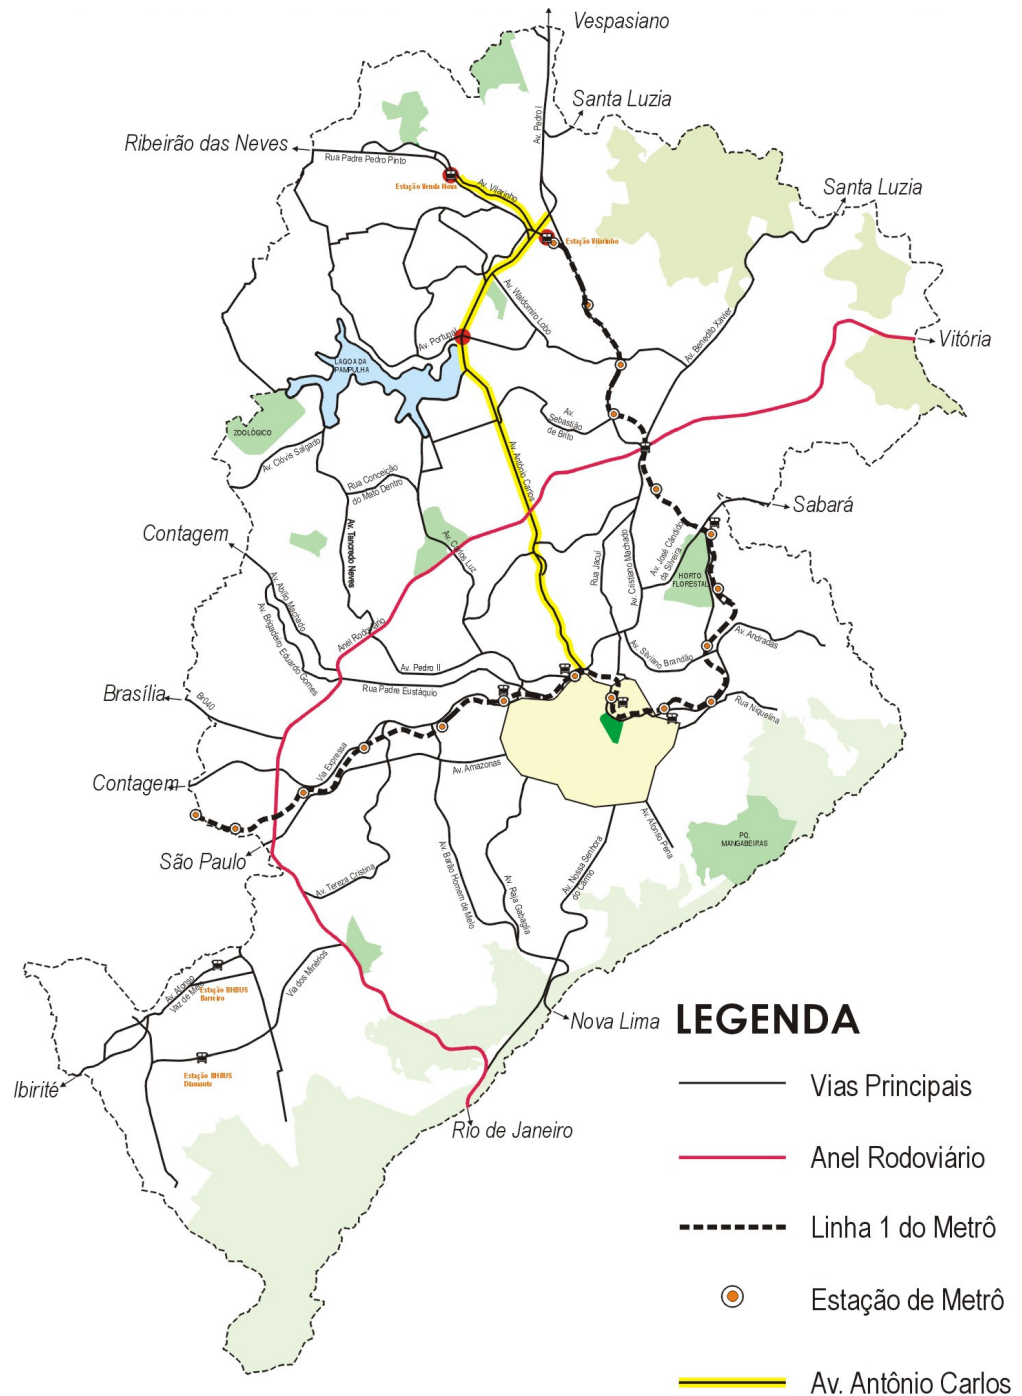 Vespasiano
Santa Luzia
Av. Pedro I
Ribeirão das Neves
Rua Padre Pedro Pinto
Estação Venda Nova
Av. Vilarinho
Santa Luzia
Estação Vilarinho
Av. Waldomiro Lobo
Av. Benedito Xavier
Av. Portugal
Vitória
LAGOA DA
PAMPULHA
Av.
Sebastião
de Brito
ZOOLÓGICO
Av. Clóvis Salgado
Av. Antônio Carlos
Rua Conceição
do Mato Dentro
Sabará
Contagem
Av. Tancredo Neves
Av. Carlos Luz
Rua Jacuí
Av. Cristiano Machado
Av. José Cândido
da Silveira
HORTO
FLORESTAL
Av. Abílio Machado
Av. Brigadeiro Eduardo Gomes
Anel Rodoviário
Av. Andradas
Av. Silviano Brandão
Av. Pedro II
Rua Padre Eustáquio
Brasília
Br040
Rua Niquelina
Via Expressa
Av. Amazonas
Contagem
Av. Afonso Pena
PQ.
MANGABEIRAS
São Paulo
Av. Tereza Cristina
Av. Barão Homem de Melo
Av. Raja Gabaglia
Av. Nossa Senhora
do Carmo
Via dos Minérios
Av. Afonso
Vaz de Melo
Estação BHBUS
Barreiro
Nova Lima
LEGENDA
Estação BHBUS
Diamante
Ibirité
Vias Principais
Rio de Janeiro
Anel Rodoviário
Linha 1 do Metrô
Estação de Metrô
Av. Antônio Carlos